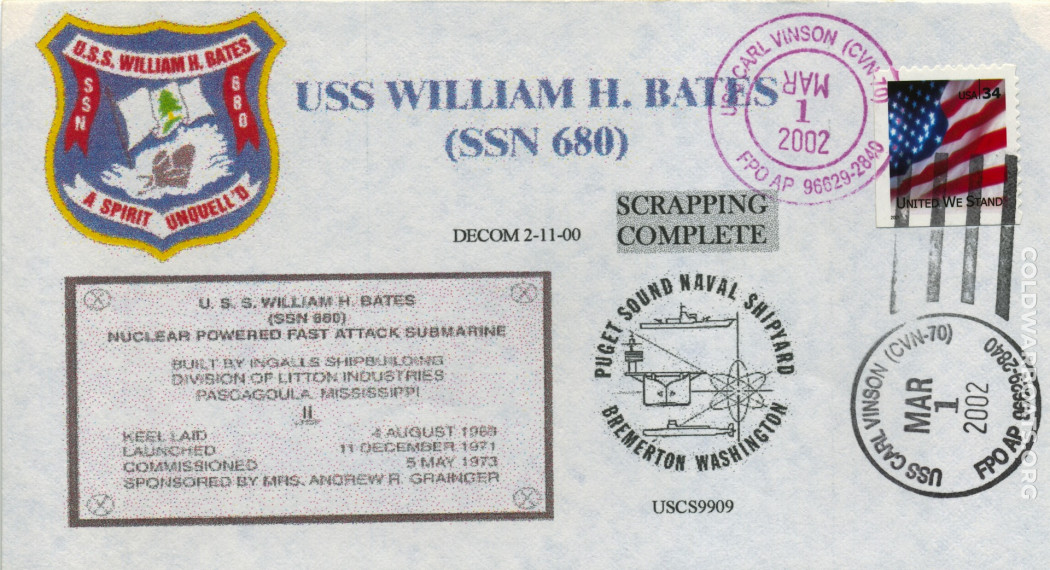 U.S.S. WILLIAM H. BATES
SSN
680
A SPIRIT UNQUELL'D
USS WILLIAM H. BATES
(SSN 680)
USS CARL VINSON (CVN-70)
MAR
1
2002
FPO AP 96629-2840
USA 34
UNITED WE STAND
SCRAPPING
COMPLETE
DECOM 2-11-00
U. S. S. WILLIAM H. BATES
(SSN 680)
NUCLEAR POWERED FAST ATTACK SUBMARINE
BUILT BY INGALLS SHIPBUILDING
DIVISION OF LITTON INDUSTRIES
PASCAGOULA, MISSISSIPPI
KEEL LAID 4 AUGUST 1969
LAUNCHED 11 DECEMBER 1971
COMMISSIONED 5 MAY 1973
SPONSORED BY MRS. ANDREW R. GRAINGER
PUGET SOUND NAVAL SHIPYARD
BREMERTON WASHINGTON
USCS9909
USS CARL VINSON (CVN-70)
MAR
1
2002
FPO AP 96629-2840